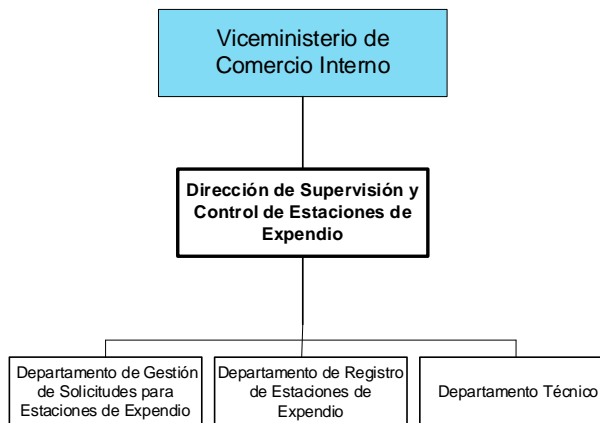 Viceministerio de
Comercio Interno
Dirección de Supervisión y
Control de Estaciones de
Expendio
Departamento de Gestión
de Solicitudes para
Estaciones de Expendio
Departamento de Registro
de Estaciones de
Expendio
Departamento Técnico